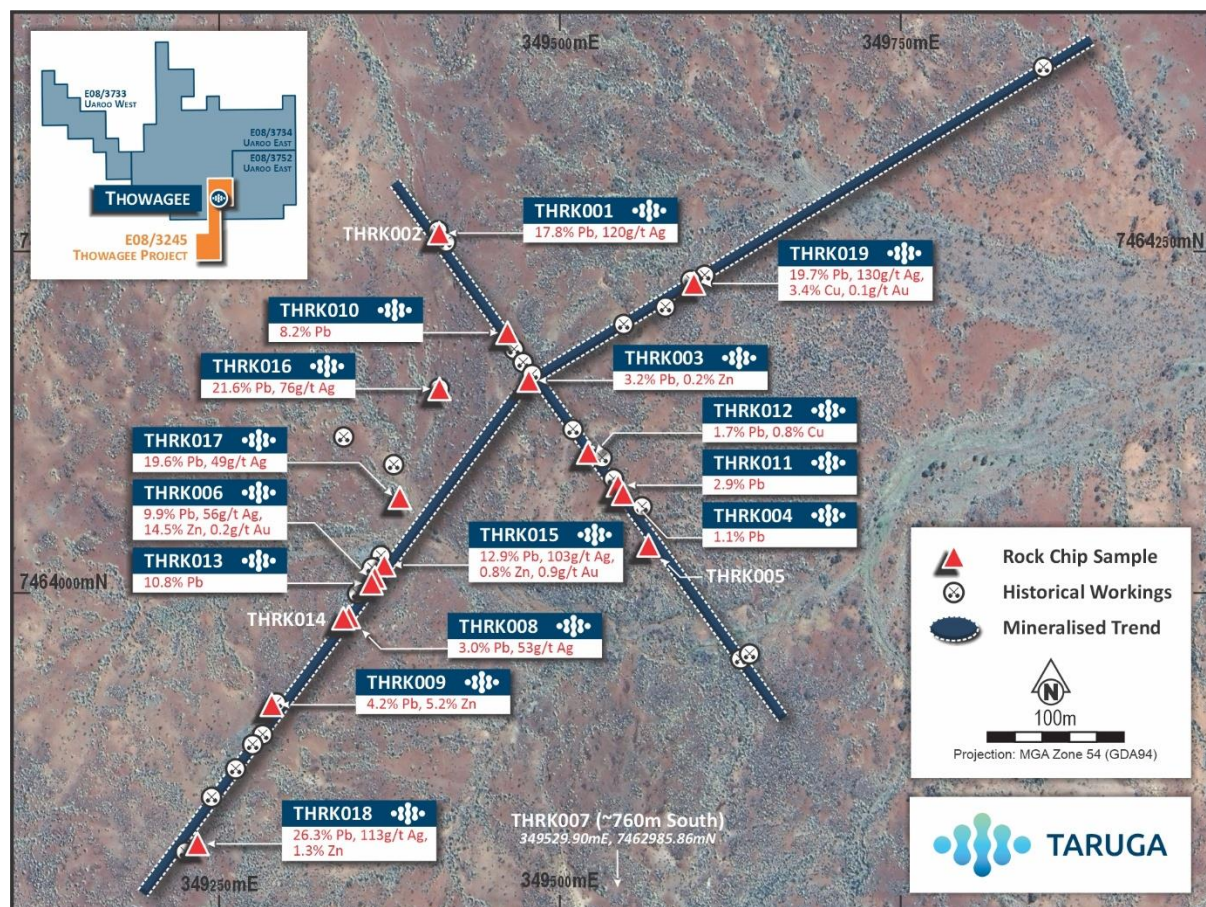 349500mE
349750mE
E08/3733
UAROO WEST
E08/3734
UAROO EAST
E08/3752
UAROO EAST
THOWAGEE
E08/3245
THOWAGEE PROJECT
THRK002
THRK001
17.8% Pb, 120g/t Ag
7464250mN
THRK019
19.7% Pb, 130g/t Ag,
3.4% Cu, 0.1g/t Au
THRK010
8.2% Pb
THRK003
3.2% Pb, 0.2% Zn
THRK016
21.6% Pb, 76g/t Ag
THRK012
1.7% Pb, 0.8% Cu
THRK017
19.6% Pb, 49g/t Ag
THRK011
2.9% Pb
THRK006
9.9% Pb, 56g/t Ag,
14.5% Zn, 0.2g/t Au
THRK004
1.1% Pb
THRK015
12.9% Pb, 103g/t Ag,
0.8% Zn, 0.9g/t Au
THRK013
10.8% Pb
THRK005
7464000mN
THRK014
THRK008
3.0% Pb, 53g/t Ag
THRK009
4.2% Pb, 5.2% Zn
Rock Chip Sample
Historical Workings
Mineralised Trend
N
100m
Projection: MGA Zone 54 (GDA94)
THRK018
26.3% Pb, 113g/t Ag,
1.3% Zn
THRK007 (~760m South)
349529.90mE, 7462985.86mN
TARUGA
349250mE
349500mE